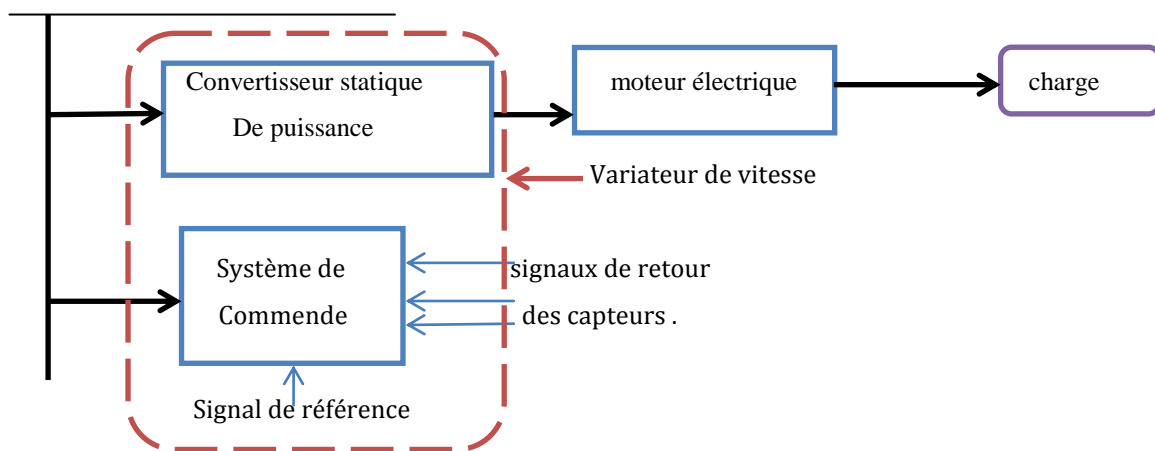 Convertisseur statique
De puissance
moteur électrique
charge
Variateur de vitesse
Système de
Commende
signaux de retour
des capteurs .
Signal de référence